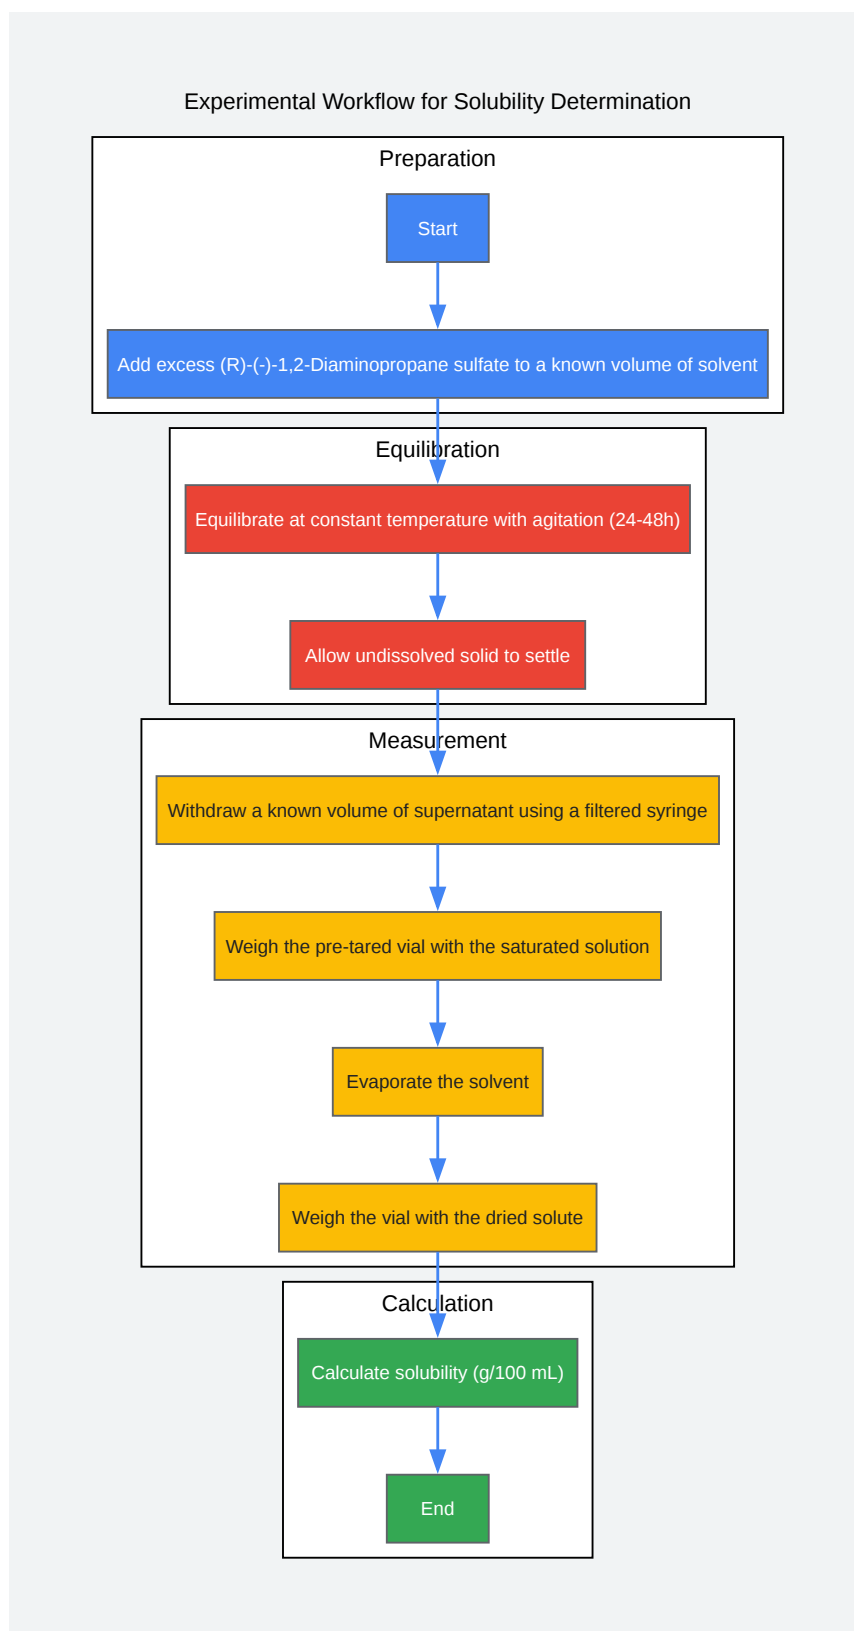 Experimental Workflow for Solubility Determination
Preparation
Start
Add excess (R)-(-)-1,2-Diaminopropane sulfate to a known volume of solvent
Equilibration
Equilibrate at constant temperature with agitation (24-48h)
Allow undissolved solid to settle
Measurement
Withdraw a known volume of supernatant using a filtered syringe
Weigh the pre-tared vial with the saturated solution
Evaporate the solvent
Weigh the vial with the dried solute
Calculation
Calculate solubility (g/100 mL)
End